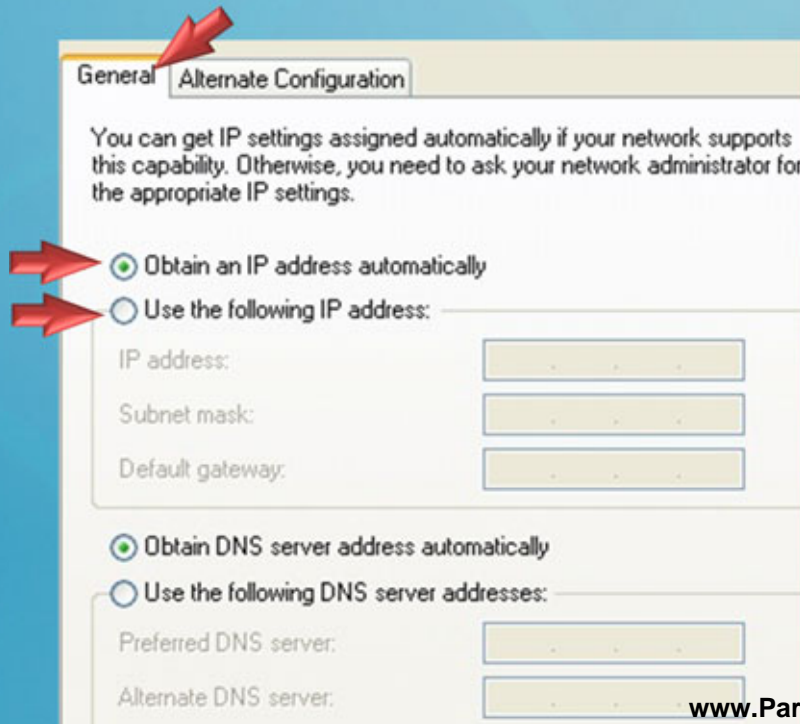 General
Alternate Configuration
You can get IP settings assigned automatically if your network supports
this capability. Otherwise, you need to ask your network administrator for
the appropriate IP settings.
Obtain an IP address automatically
Use the following IP address:
IP address:
Subnet mask:
Default gateway:
Obtain DNS server address automatically
Use the following DNS server addresses:
Preferred DNS server:
Alternate DNS server:
www.Par